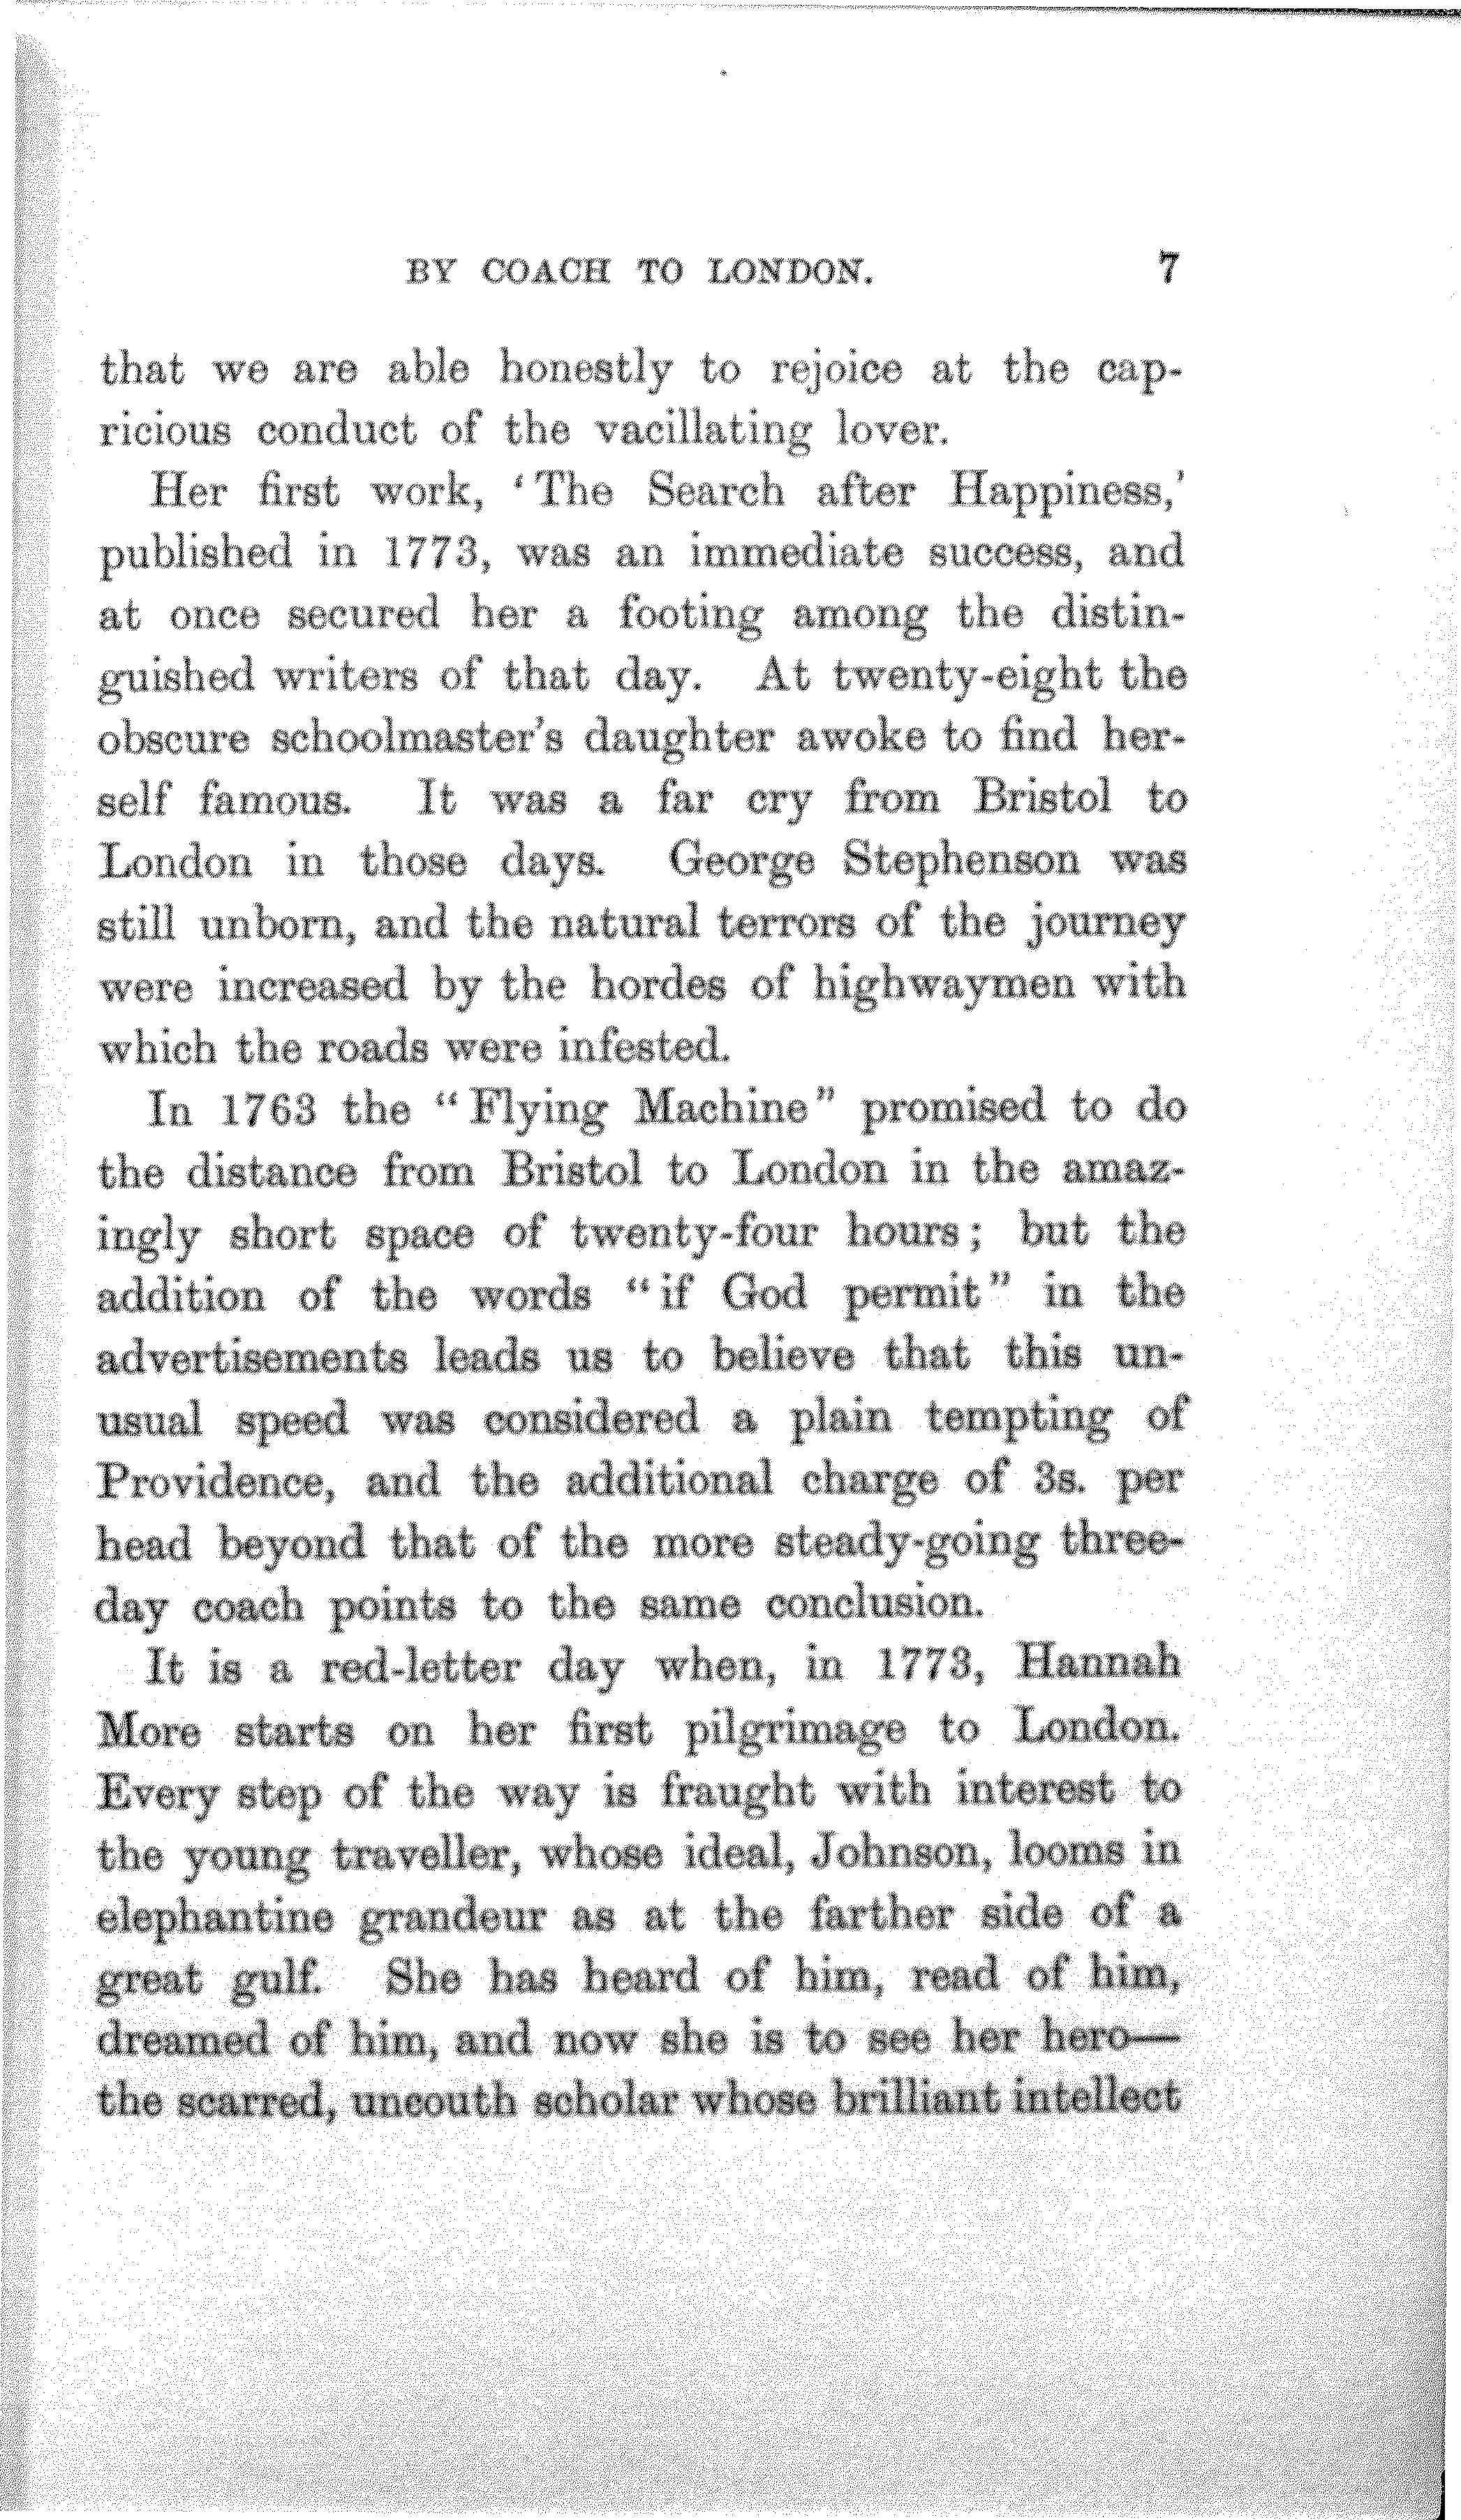 BY COACH TO LONDON. 7
that we are able honestly to rejoice at the cap-
ricious conduct of the vacillating lover.
Her first work, ‘The Search after Happiness,’
published in 1773, was an immediate success, and
at once secured her a footing among the distin-
guished writers of that day. At twenty-eight the
obscure schoolmaster’s daughter awoke to find her-
self famous. It was a far cry from Bristol to
London in those days. George Stephenson was
still unborn, and the natural terrors of the journey
were increased by the hordes of highwaymen with
which the roads were infested.
In 1763 the “Flying Machine” promised to do
the distance from Bristol to London in the amaz-
ingly short space of twenty-four hours; but the
addition of the words “if God permit” in the
advertisements leads us to believe that this un-
usual speed was considered a plain tempting of
Providence, and the additional charge of 3s. per
head beyond that of the more steady-going three-
day coach points to the same conclusion.
It is a red-letter day when, in 1773, Hannah
More starts on her first pilgrimage to London.
Every step of the way is fraught with interest to
the young traveller, whose ideal, Johnson, looms in
elephantine grandeur as at the farther side of a
great gulf. She has heard of him, read of him,
dreamed of him, and now she is to see her hero—
the scarred, uncouth scholar whose brilliant intellect